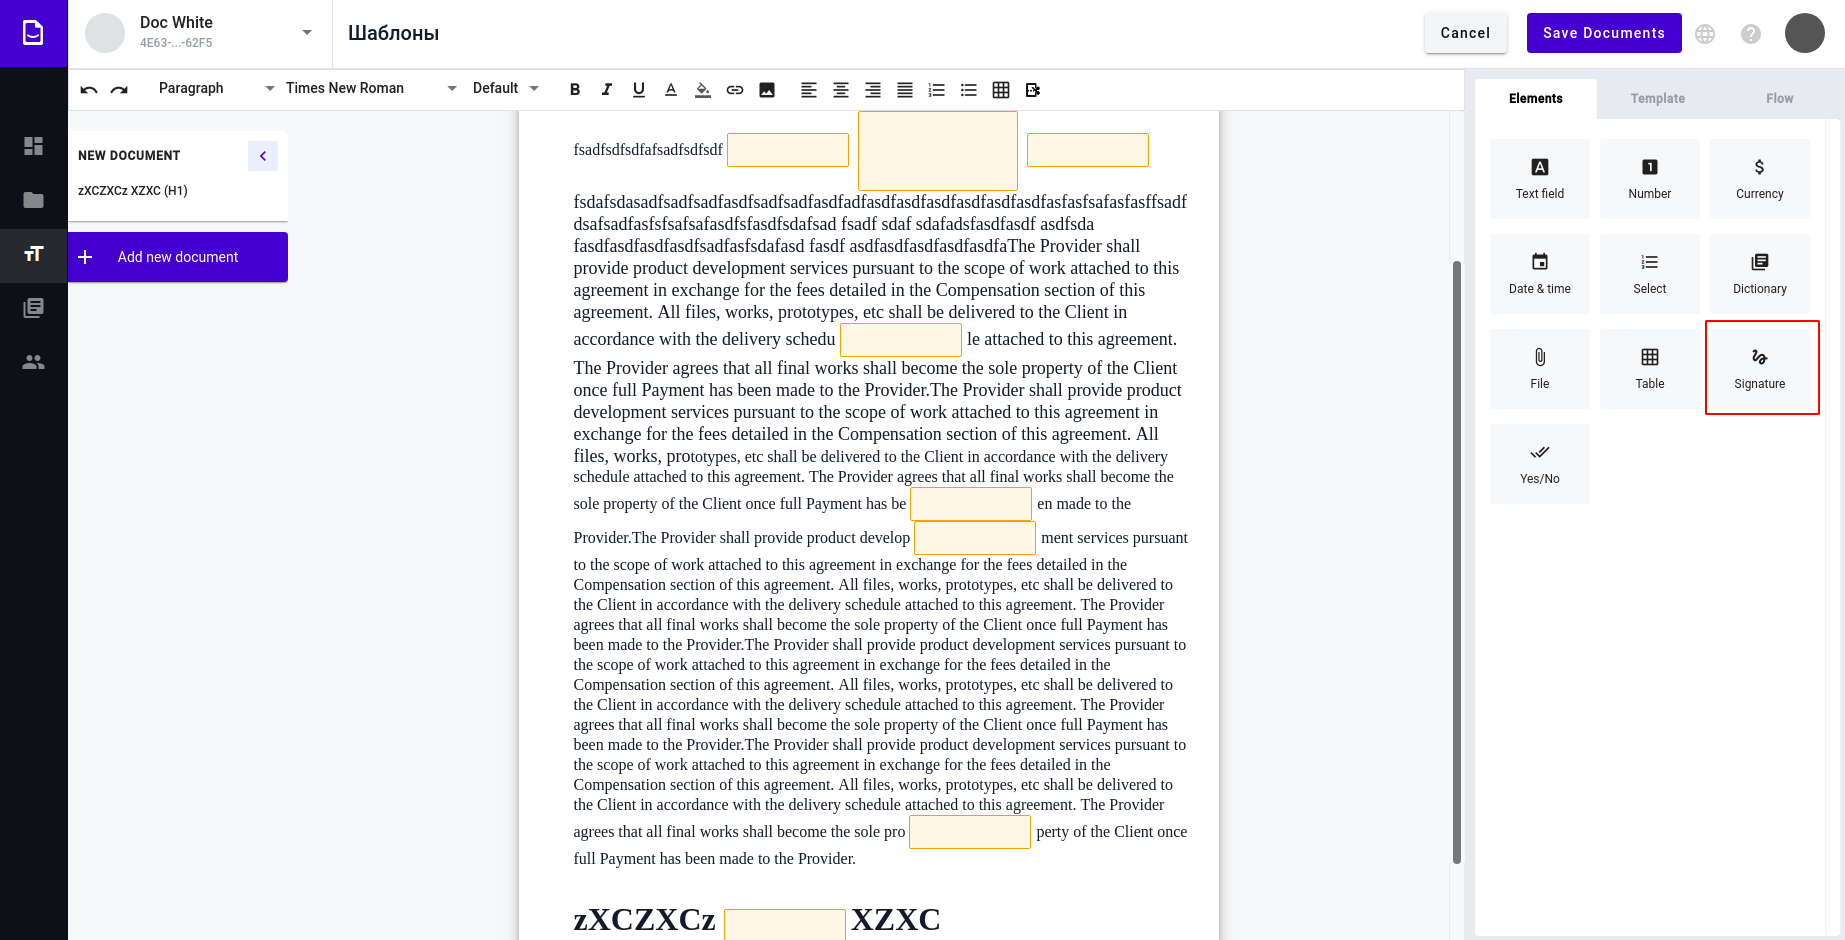 Doc White
4E63-...-62F5
Шаблоны
Cancel
Save Documents
Paragraph
Times New Roman
Default
NEW DOCUMENT
zXCZXCz XZXC (H1)
Add new document
fsadfsdfsdfafsadfsdfsdf
fsdafsdasadfsadfsadfasdfsadfsadfasdfadfasdfasdfasdfasdfasdfasdfasfasfsafasfasffsadf
dsafsadfasfsfsafsafasdfsfasdfsdafsad fsadf sdaf sdafadsfasdfasdf asdfsda
fasdfasdfasdfasdfsadfasfsdafasd fasdf asdfasdfasdfasdfasdfaThe Provider shall
provide product development services pursuant to the scope of work attached to this
agreement in exchange for the fees detailed in the Compensation section of this
agreement. All files, works, prototypes, etc shall be delivered to the Client in
accordance with the delivery schedu le attached to this agreement.
The Provider agrees that all final works shall become the sole property of the Client
once full Payment has been made to the Provider.The Provider shall provide product
development services pursuant to the scope of work attached to this agreement in
exchange for the fees detailed in the Compensation section of this agreement. All
files, works, prototypes, etc shall be delivered to the Client in accordance with the delivery
schedule attached to this agreement. The Provider agrees that all final works shall become the
sole property of the Client once full Payment has be en made to the
Provider.The Provider shall provide product develop ment services pursuant
to the scope of work attached to this agreement in exchange for the fees detailed in the
Compensation section of this agreement. All files, works, prototypes, etc shall be delivered to
the Client in accordance with the delivery schedule attached to this agreement. The Provider
agrees that all final works shall become the sole property of the Client once full Payment has
been made to the Provider.The Provider shall provide product development services pursuant to
the scope of work attached to this agreement in exchange for the fees detailed in the
Compensation section of this agreement. All files, works, prototypes, etc shall be delivered to
the Client in accordance with the delivery schedule attached to this agreement. The Provider
agrees that all final works shall become the sole property of the Client once full Payment has
been made to the Provider.The Provider shall provide product development services pursuant to
the scope of work attached to this agreement in exchange for the fees detailed in the
Compensation section of this agreement. All files, works, prototypes, etc shall be delivered to
the Client in accordance with the delivery schedule attached to this agreement. The Provider
agrees that all final works shall become the sole pro perty of the Client once
full Payment has been made to the Provider.
zXCZXCz XZXC
Elements
Template
Flow
Text field
Number
Currency
Date & time
Select
Dictionary
File
Table
Signature
Yes/No